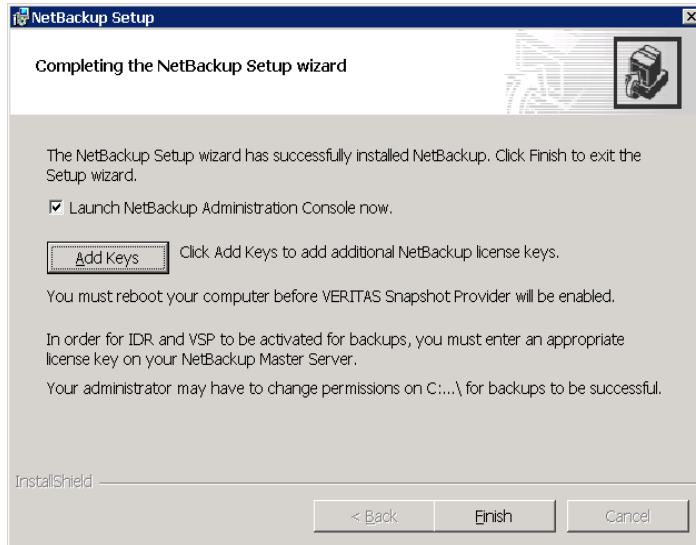 NetBackup Setup
Completing the NetBackup Setup wizard
The NetBackup Setup wizard has successfully installed NetBackup. Click Finish to exit the
Setup wizard.
Launch NetBackup Administration Console now.
Add Keys
Click Add Keys to add additional NetBackup license keys.
You must reboot your computer before VERITAS Snapshot Provider will be enabled.
In order for IDR and VSP to be activated for backups, you must enter an appropriate
license key on your NetBackup Master Server.
Your administrator may have to change permissions on C:...\ for backups to be successful.
InstallShield
< Back
Finish
Cancel